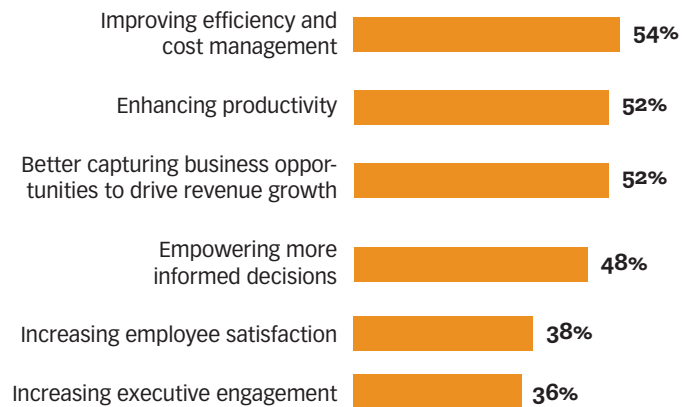 Improving efficiency and
cost management
54%
Enhancing productivity
52%
Better capturing business oppor-
tunities to drive revenue growth
52%
Empowering more
informed decisions
48%
Increasing employee satisfaction
38%
Increasing executive engagement
36%